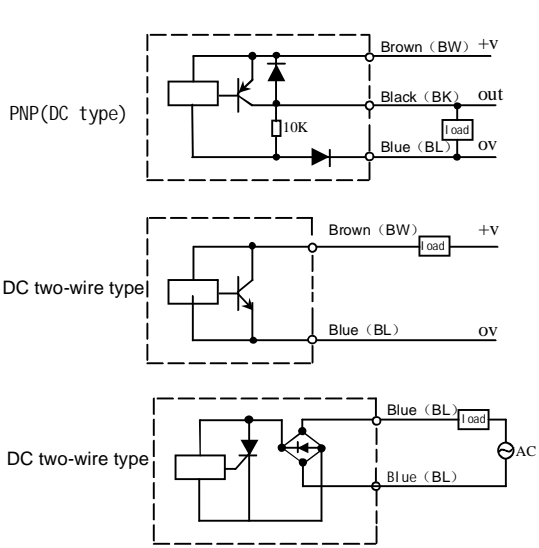 Brown（BW） +v
Black（BK） out
PNP(DC type)
10K
load
Blue（BL） ov
Brown（BW） +v
load
DC two-wire type
Blue（BL） ov
Blue（BL）
load
DC two-wire type
AC
Blue（BL）